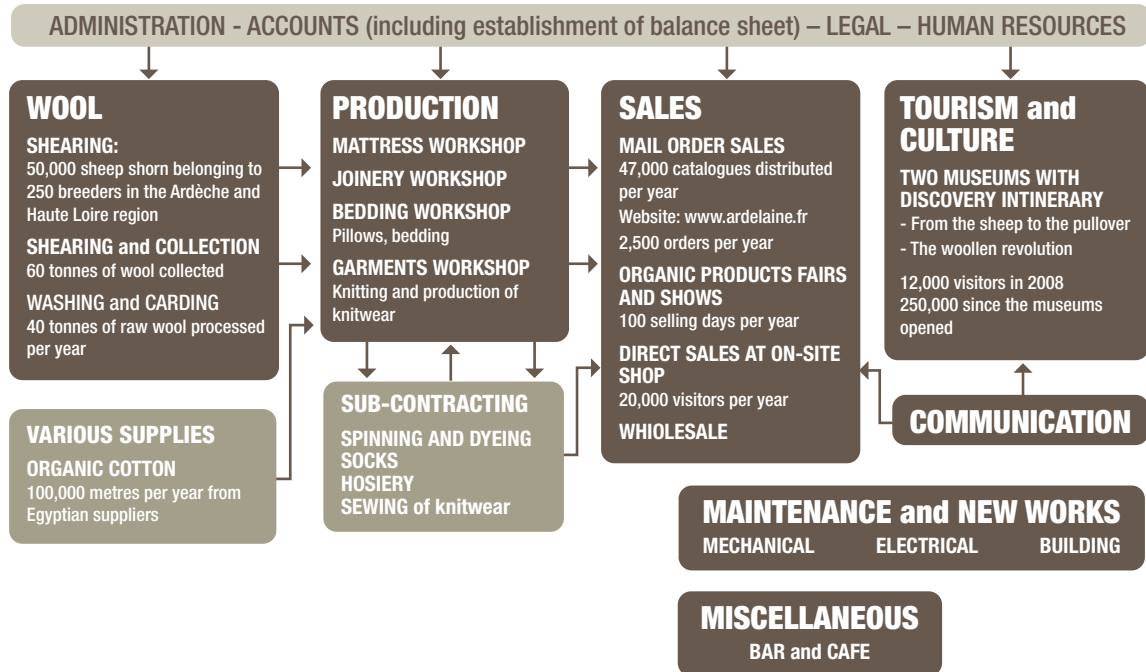 ADMINISTRATION - ACCOUNTS (including establishment of balance sheet) – LEGAL – HUMAN RESOURCES
WOOL
SHEARING:
50,000 sheep shorn belonging to
250 breeders in the Ardèche and
Haute Loire region
SHEARING and COLLECTION
60 tonnes of wool collected
WASHING and CARDING
40 tonnes of raw wool processed
per year
VARIOUS SUPPLIES
ORGANIC COTTON
100,000 metres per year from
Egyptian suppliers
PRODUCTION
MATTRESS WORKSHOP
JOINERY WORKSHOP
BEDDING WORKSHOP
Pillows, bedding
GARMENTS WORKSHOP
Knitting and production of
knitwear
SUB-CONTRACTING
SPINNING AND DYEING
SOCKS
HOSIERY
SEWING of knitwear
SALES
MAIL ORDER SALES
47,000 catalogues distributed
per year
Website: www.ardelaine.fr
2,500 orders per year
ORGANIC PRODUCTS FAIRS
AND SHOWS
100 selling days per year
DIRECT SALES AT ON-SITE
SHOP
20,000 visitors per year
WHOLESALE
TOURISM and
CULTURE
TWO MUSEUMS WITH
DISCOVERY INTINERARY
- From the sheep to the pullover
- The woollen revolution
12,000 visitors in 2008
250,000 since the museums
opened
COMMUNICATION
MAINTENANCE and NEW WORKS
MECHANICAL ELECTRICAL BUILDING
MISCELLANEOUS
BAR and CAFE